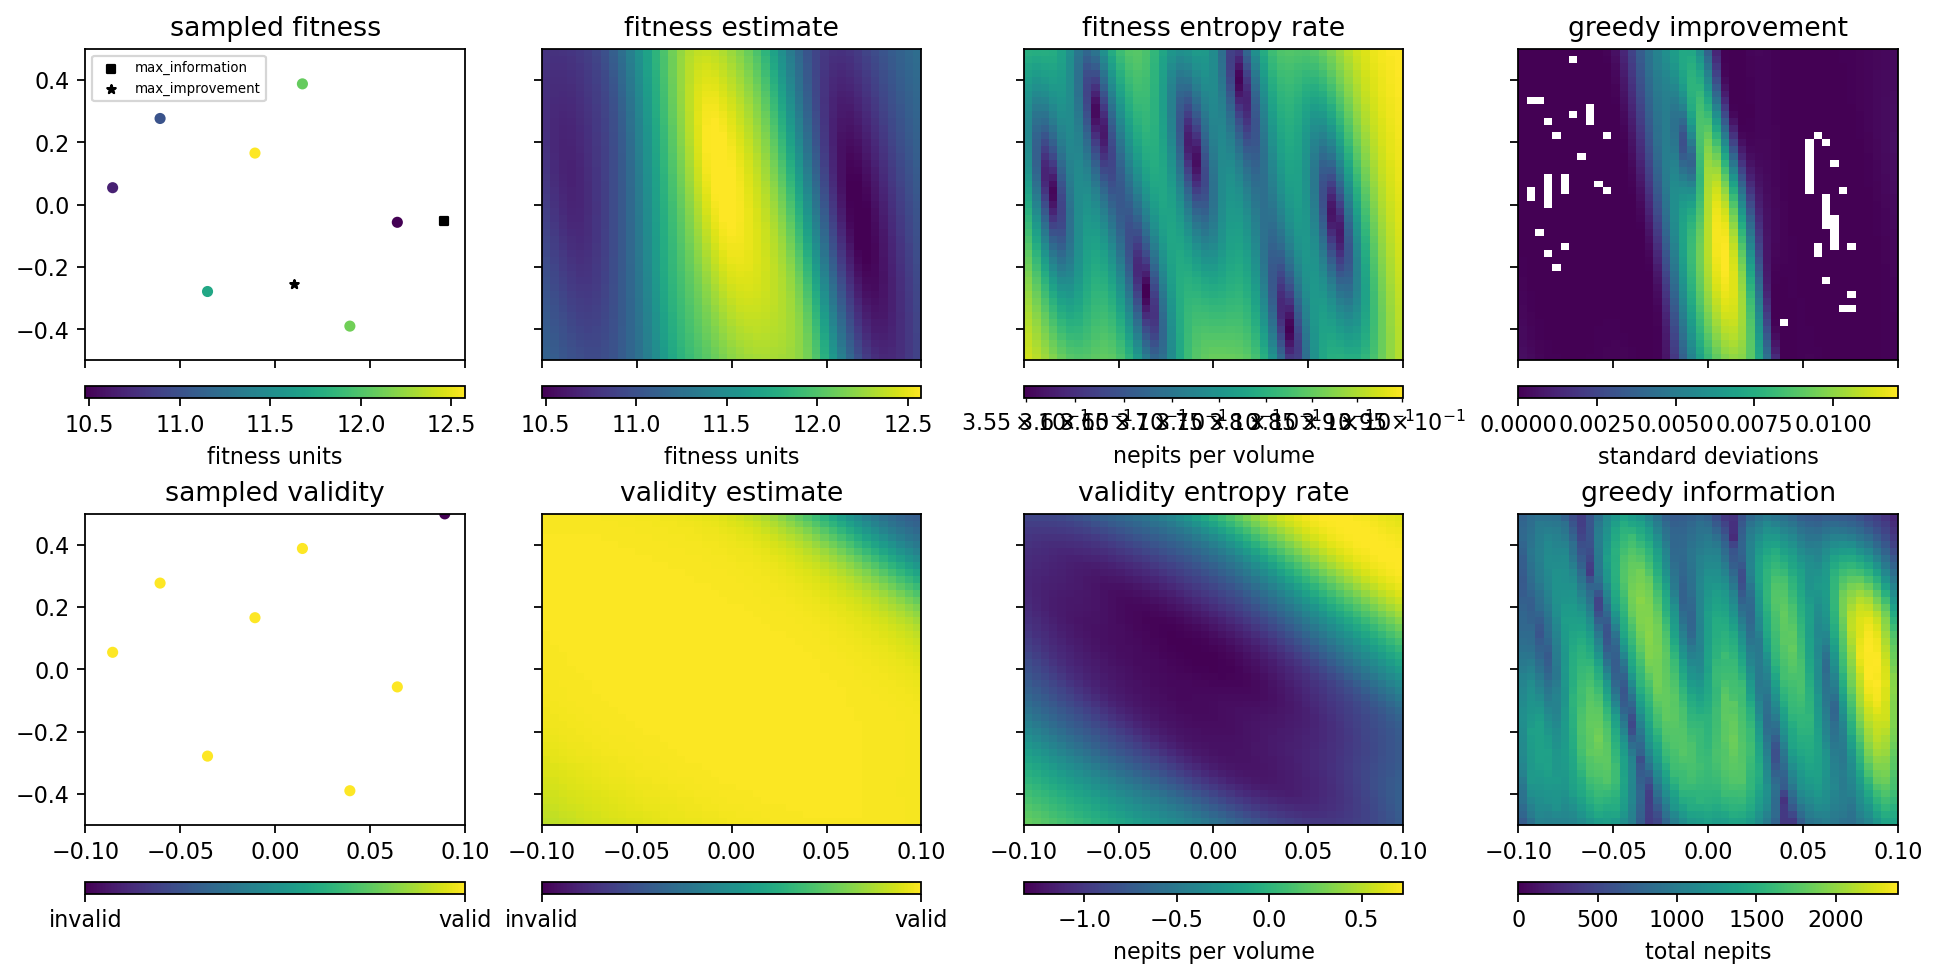 sampled fitness
fitness estimate
fitness entropy rate
greedy improvement
max_information
max_improvement
0.4
0.2
0.0
−0.2
−0.4
10.5 11.0 11.5 12.0 12.5
10.5 11.0 11.5 12.0 12.5
0.0000 0.0025 0.0050 0.0075 0.0100
fitness units
fitness units
nepits per volume
standard deviations
sampled validity
validity estimate
validity entropy rate
greedy information
0.4
0.2
0.0
−0.2
−0.4
−0.10 −0.05 0.00 0.05 0.10
−0.10 −0.05 0.00 0.05 0.10
−0.10 −0.05 0.00 0.05 0.10
−0.10 −0.05 0.00 0.05 0.10
invalid valid
invalid valid
−1.0 −0.5 0.0 0.5
0 500 1000 1500 2000
nepits per volume
total nepits